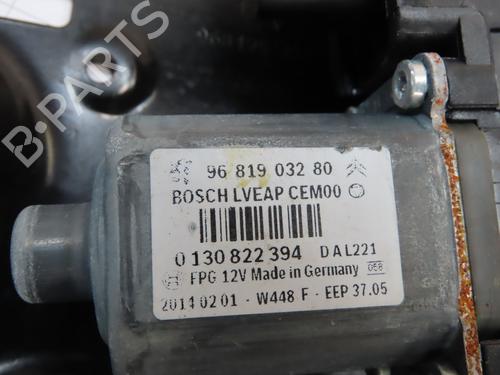 96 819 032 80
BOSCH LVEAP CEM00
0 130 822 394 DAL221
FPG 12V Made in Germany 058
2014 02 01 - W448 F - EEP 37.05
B-PARTS